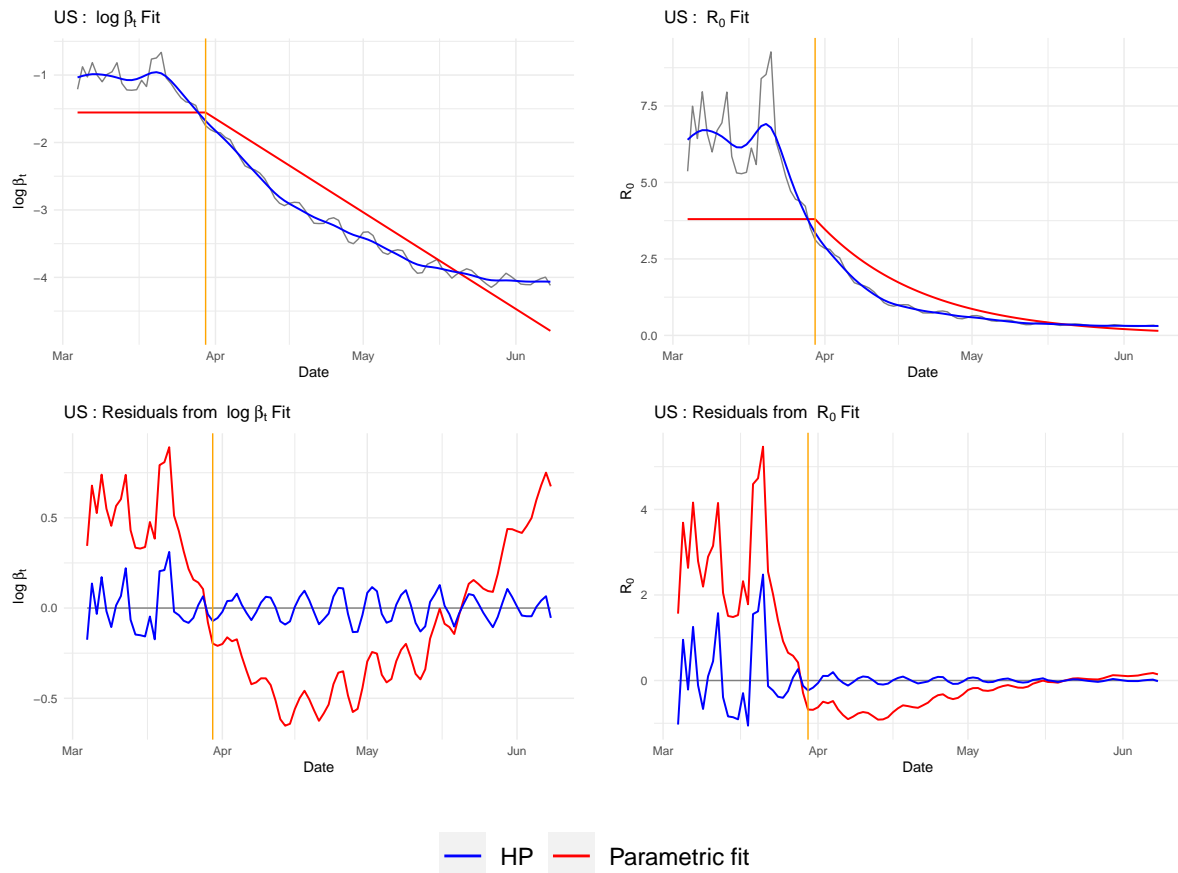 US : log βt Fit
log βt
−1
−2
−3
−4
Mar
Apr
May
Jun
Date
US : R0 Fit
R0
7.5
5.0
2.5
0.0
Mar
Apr
May
Jun
Date
US : Residuals from log βt Fit
log βt
0.5
0.0
−0.5
Mar
Apr
May
Jun
Date
US : Residuals from R0 Fit
R0
4
2
0
Mar
Apr
May
Jun
Date
HP Parametric fit